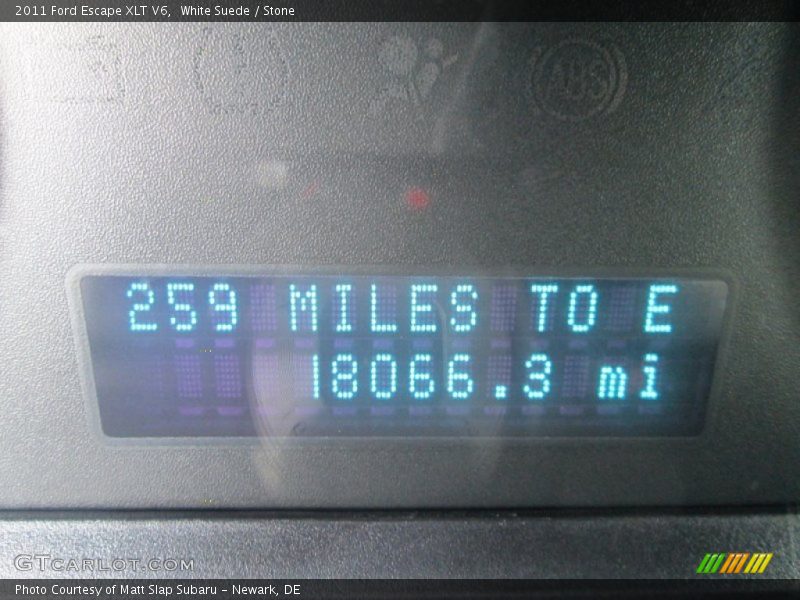 2011 Ford Escape XLT V6, White Suede / Stone
ABS
259 MILES TO E
18066.3 mi
GTCARLOT.COM
Photo Courtesy of Matt Slap Subaru - Newark, DE